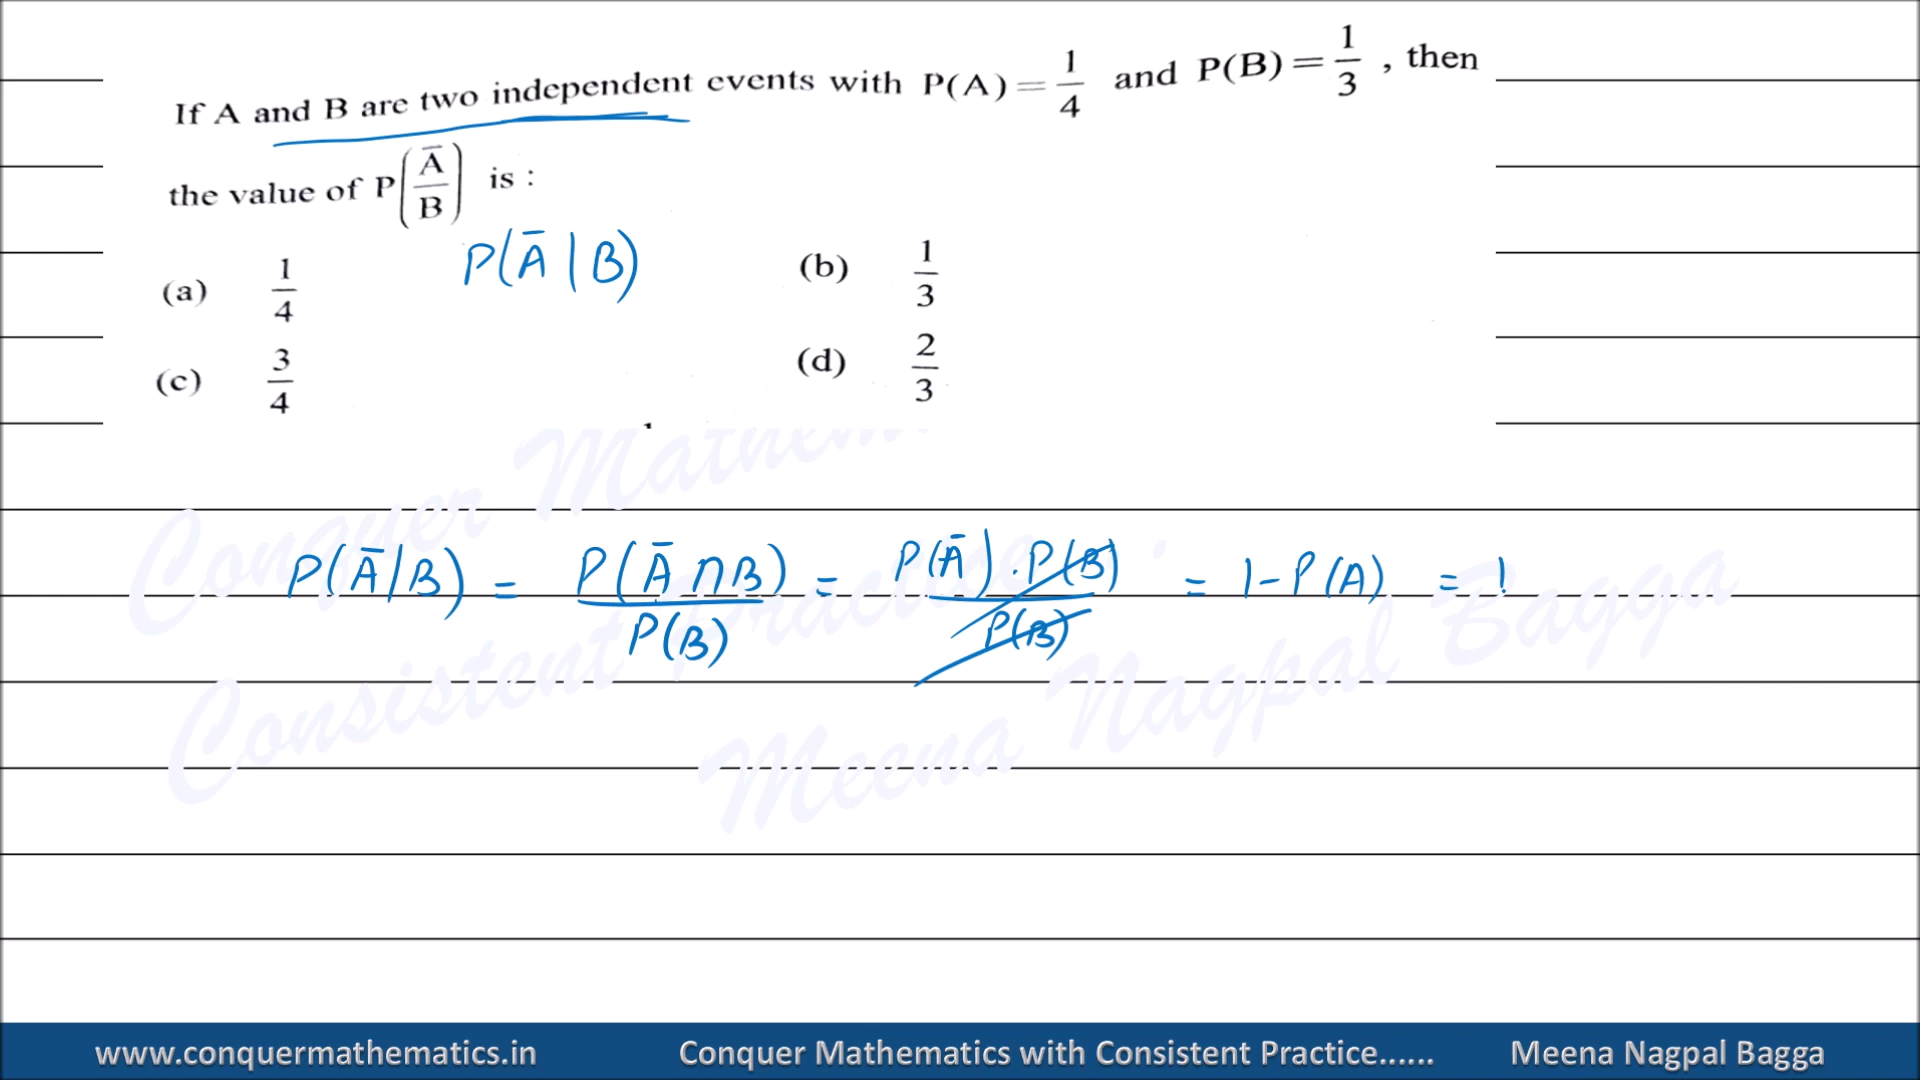 If A and B are two independent events with P(A) = 1/4 and P(B) = 1/3 , then
the value of P(A̅/B) is :
P(A̅ | B)
(a) 1/4 (b) 1/3
(c) 3/4 (d) 2/3
P(A̅/B) = P(A̅ ∩ B)/P(B) = P(A̅) . P(B)/P(B) = 1 - P(A) = 1
Conquer Mathem
Consistent Practice
Meena Nagpal Bagga
www.conquermathematics.in Conquer Mathematics with Consistent Practice...... Meena Nagpal Bagga